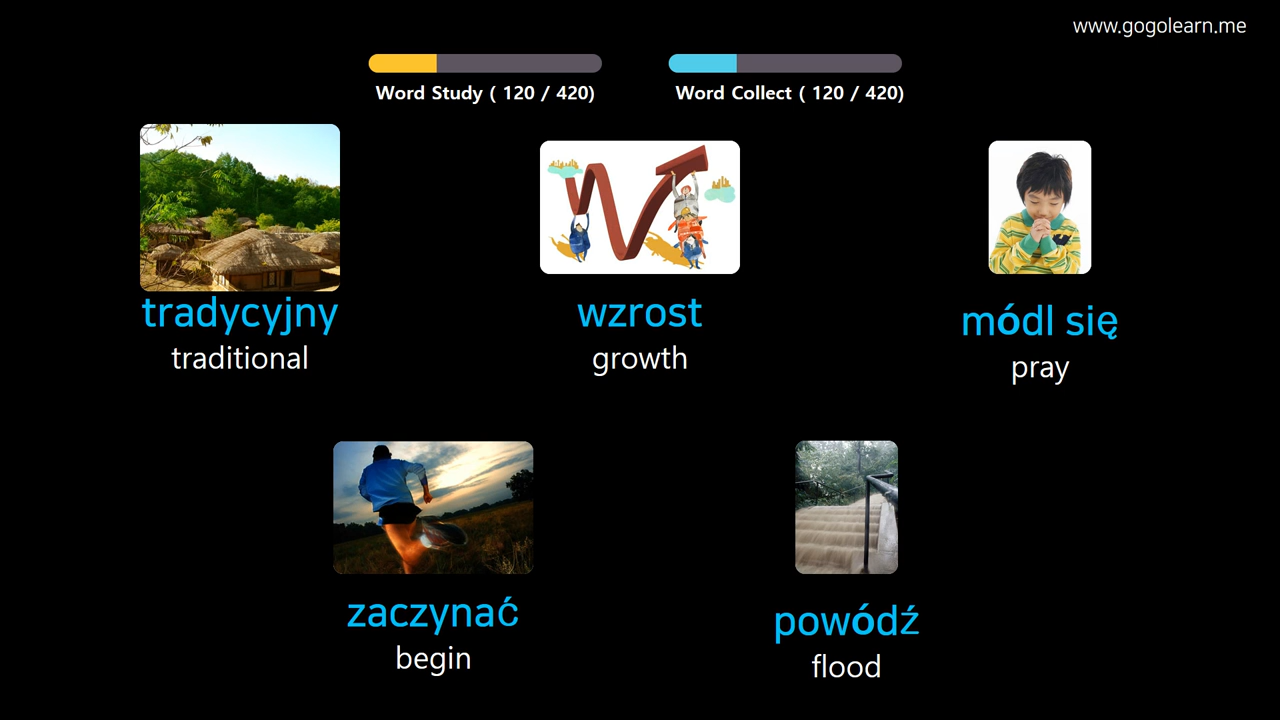 www.gogolearn.me
Word Study ( 120 / 420)
Word Collect ( 120 / 420)
tradycyjny
traditional
wzrost
growth
módl się
pray
zaczynać
begin
powódź
flood